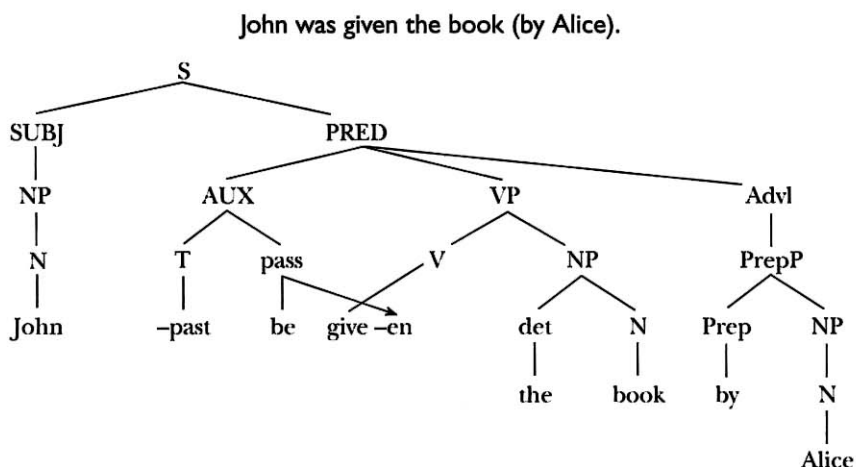 John was given the book (by Alice).
S
SUBJ PRED
NP AUX VP Advl
N T pass V NP PrepP
John –past be give –en det N Prep NP
the book by N
Alice